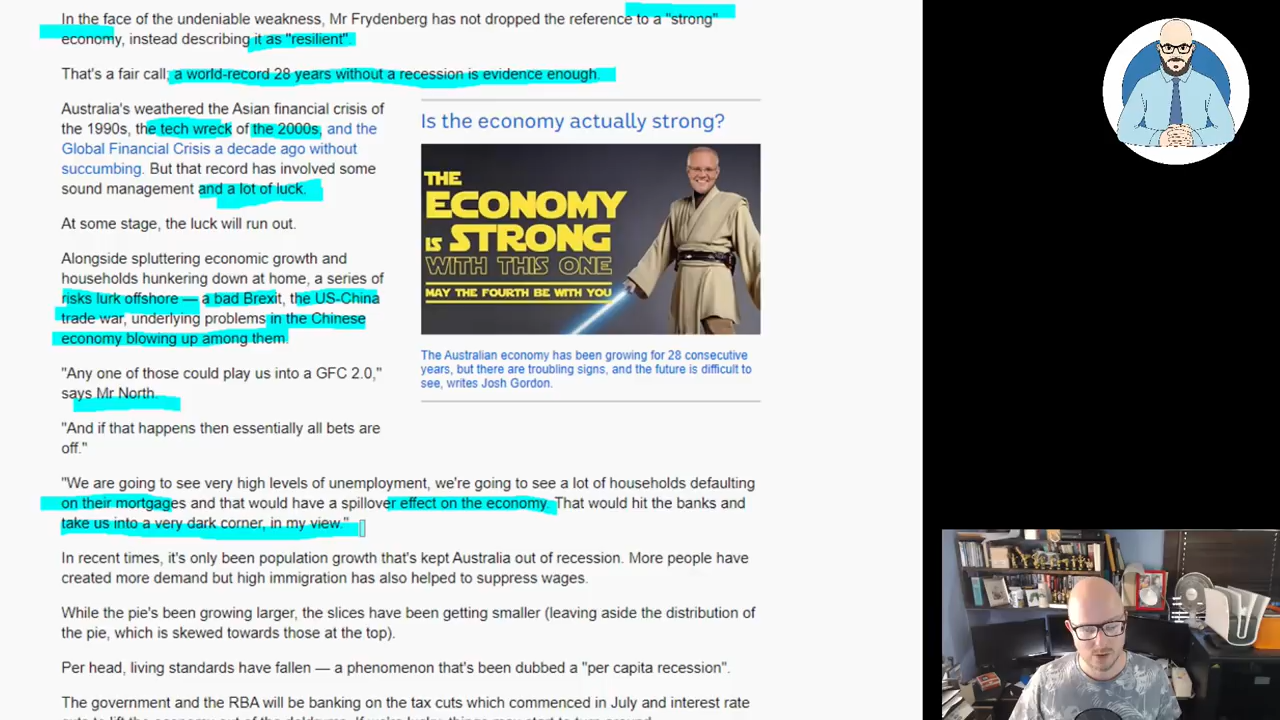 In the face of the undeniable weakness, Mr Frydenberg has not dropped the reference to a "strong"
economy, instead describing it as "resilient".
That's a fair call; a world-record 28 years without a recession is evidence enough.
Australia's weathered the Asian financial crisis of
the 1990s, the tech wreck of the 2000s, and the
Global Financial Crisis a decade ago without
succumbing. But that record has involved some
sound management and a lot of luck.
At some stage, the luck will run out.
Alongside spluttering economic growth and
households hunkering down at home, a series of
risks lurk offshore — a bad Brexit, the US-China
trade war, underlying problems in the Chinese
economy blowing up among them.
"Any one of those could play us into a GFC 2.0,"
says Mr North.
"And if that happens then essentially all bets are
off."
Is the economy actually strong?
THE
ECONOMY
IS STRONG
WITH THIS ONE
MAY THE FOURTH BE WITH YOU
The Australian economy has been growing for 28 consecutive
years, but there are troubling signs, and the future is difficult to
see, writes Josh Gordon.
"We are going to see very high levels of unemployment, we're going to see a lot of households defaulting
on their mortgages and that would have a spillover effect on the economy. That would hit the banks and
take us into a very dark corner, in my view."
In recent times, it's only been population growth that's kept Australia out of recession. More people have
created more demand but high immigration has also helped to suppress wages.
While the pie's been growing larger, the slices have been getting smaller (leaving aside the distribution of
the pie, which is skewed towards those at the top).
Per head, living standards have fallen — a phenomenon that's been dubbed a "per capita recession".
The government and the RBA will be banking on the tax cuts which commenced in July and interest rate